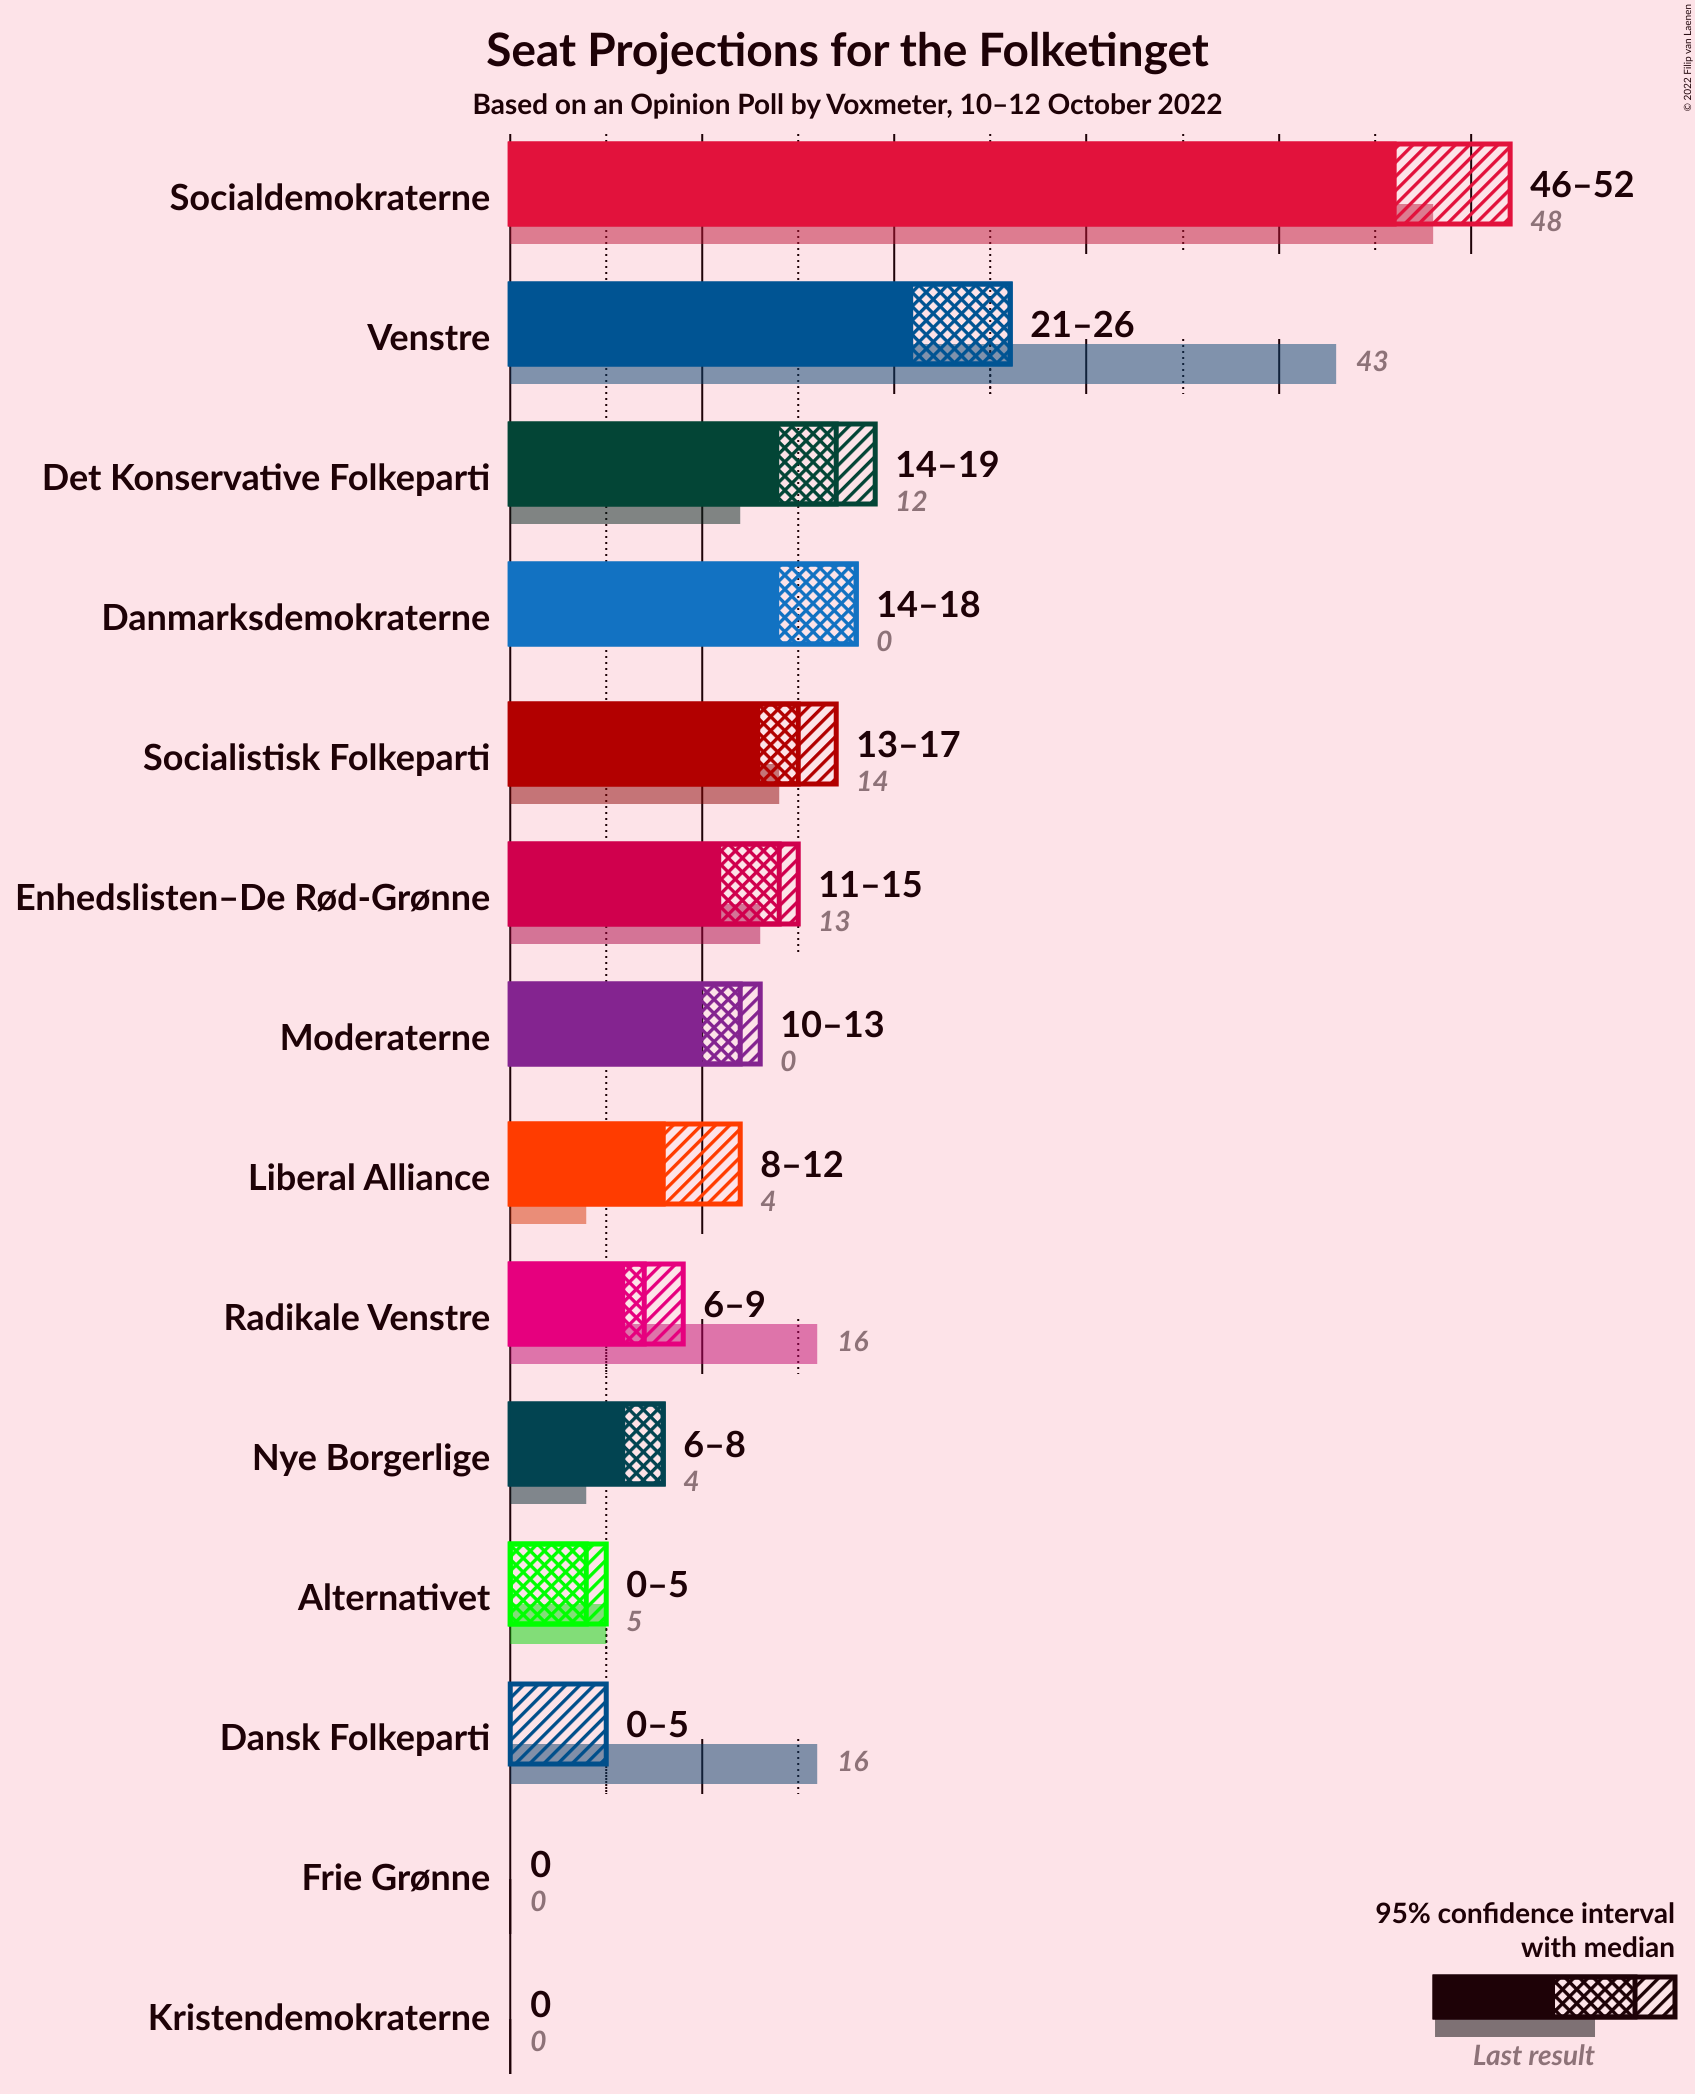 Seat Projections for the Folketinget
Based on an Opinion Poll by Voxmeter, 10–12 October 2022
© 2022 Filip van Laenen
Socialdemokraterne
46–52
48
Venstre
21–26
43
Det Konservative Folkeparti
14–19
12
Danmarksdemokraterne
14–18
0
Socialistisk Folkeparti
13–17
14
Enhedslisten–De Rød-Grønne
11–15
13
Moderaterne
10–13
0
Liberal Alliance
8–12
4
Radikale Venstre
6–9
16
Nye Borgerlige
6–8
4
Alternativet
0–5
5
Dansk Folkeparti
0–5
16
Frie Grønne
0
0
Kristendemokraterne
0
0
95% confidence interval
with median
Last result